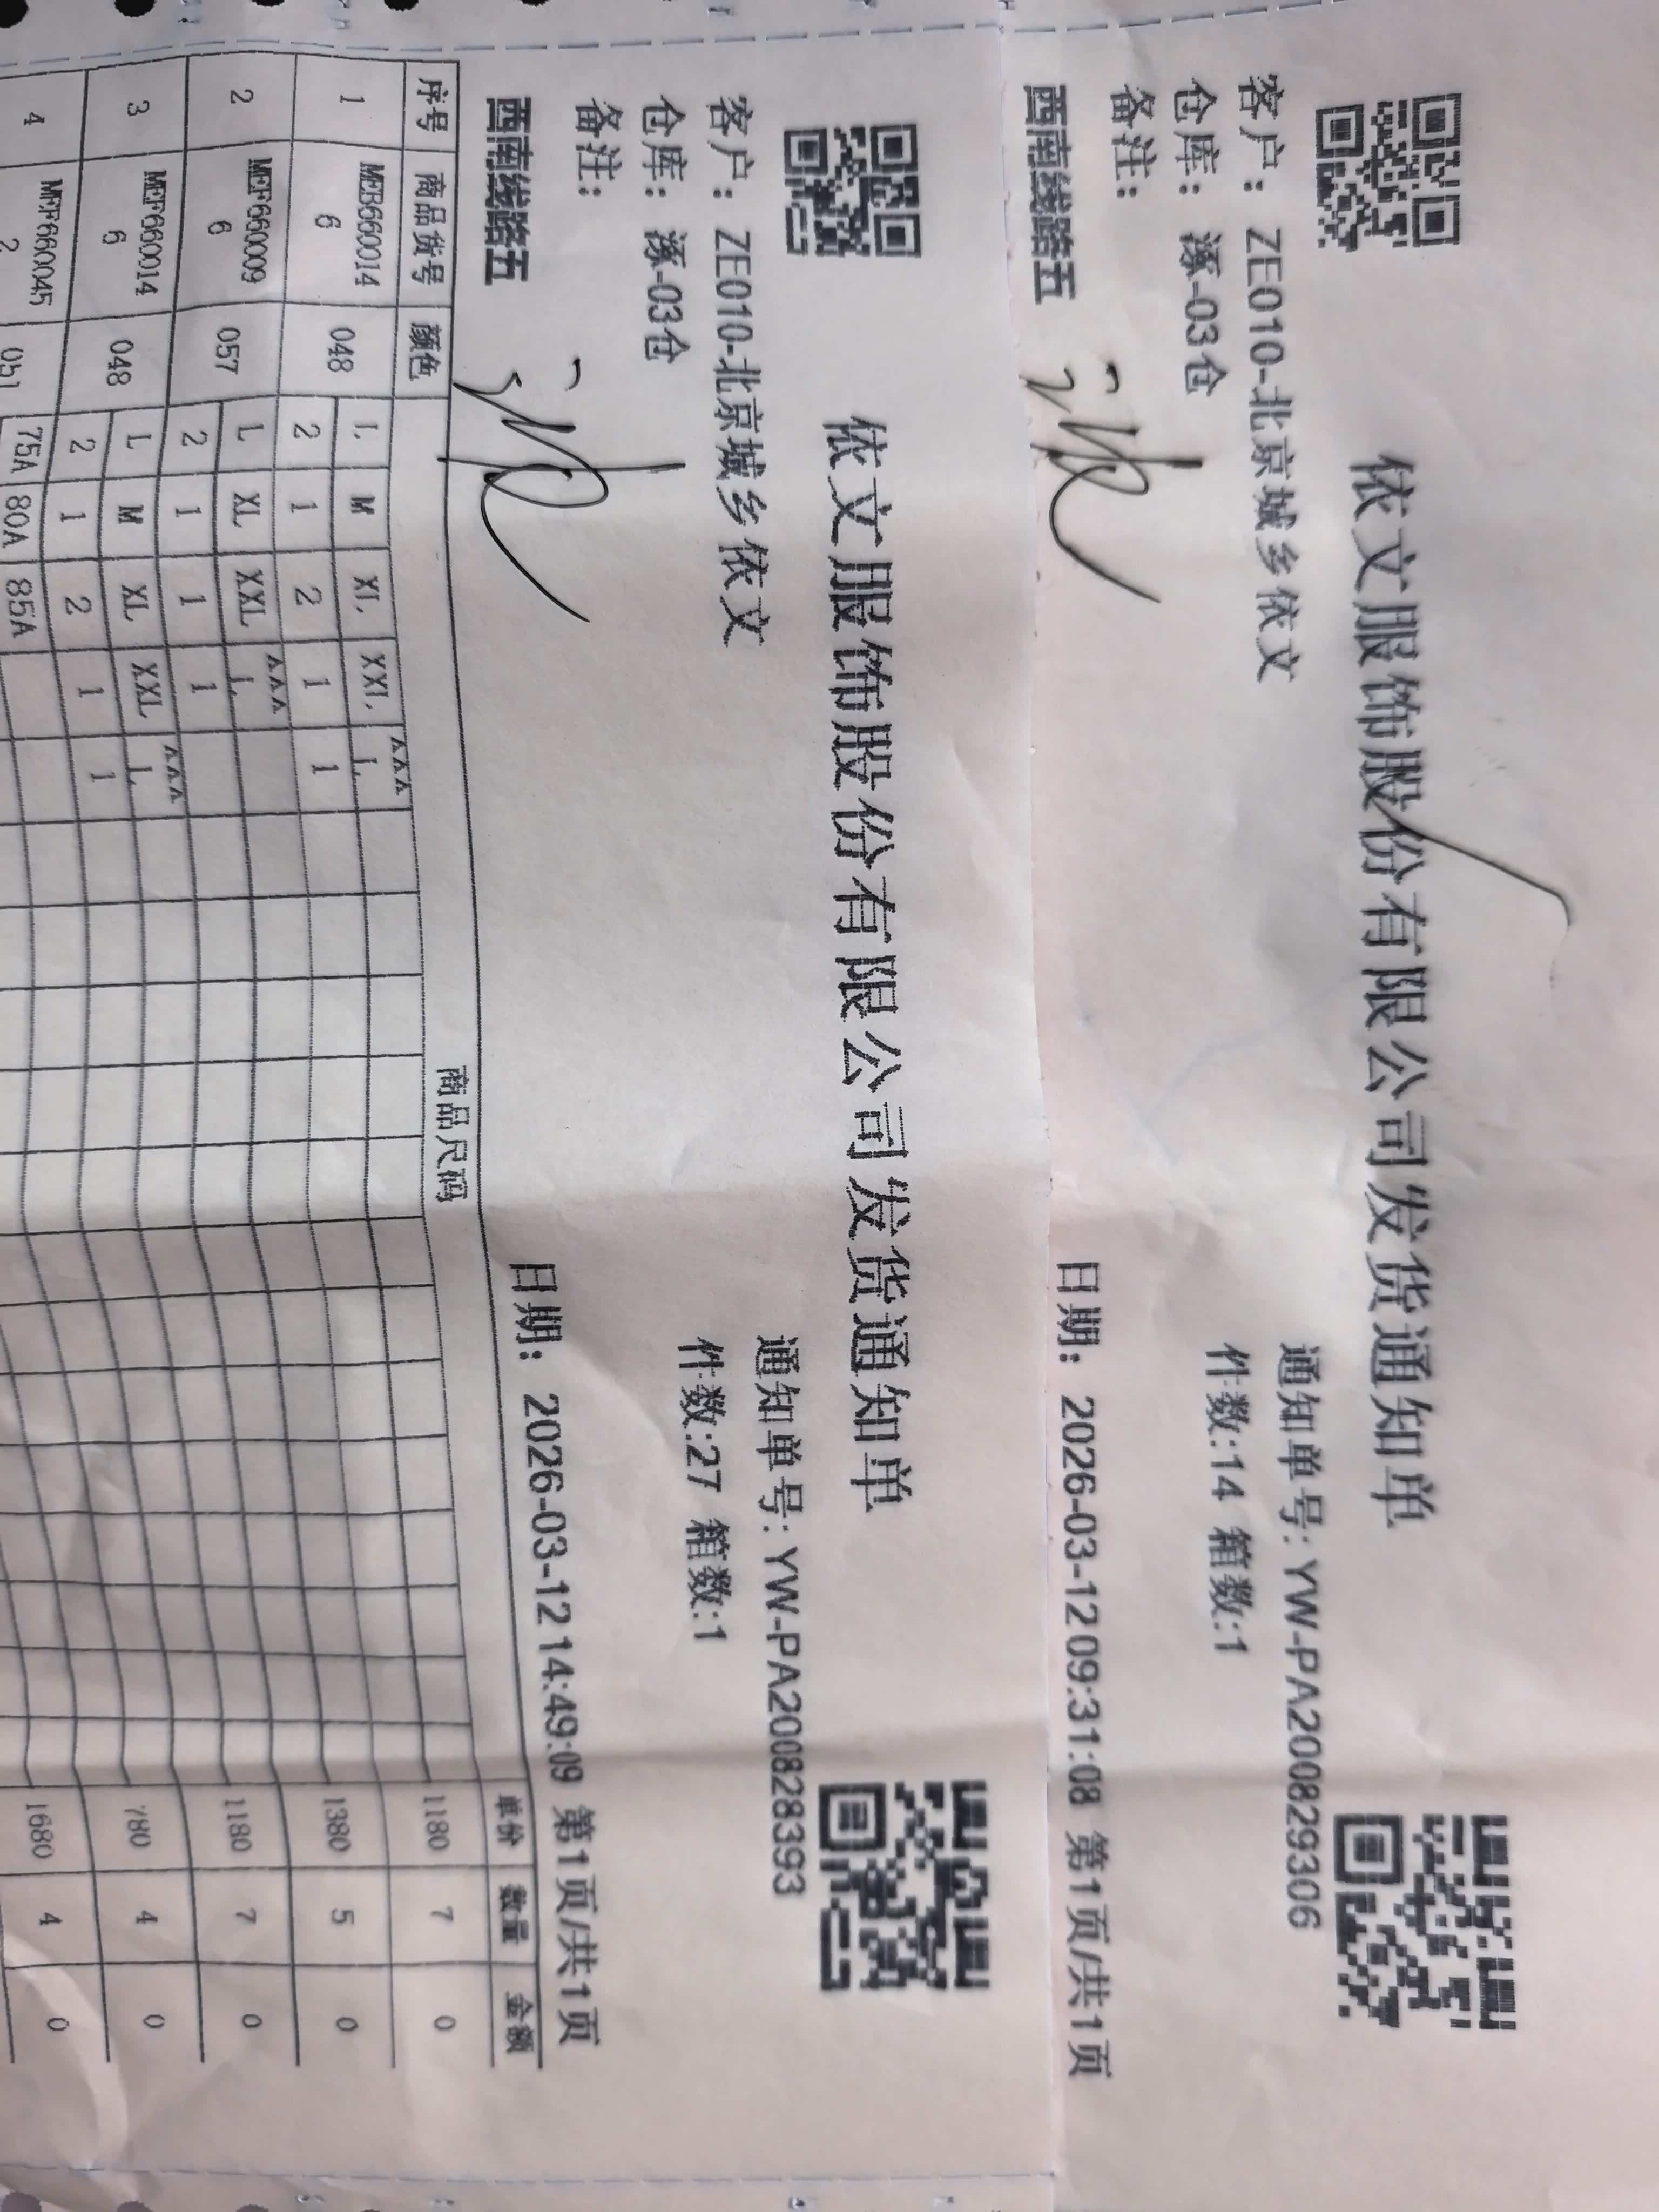 依文服饰股份有限公司发货通知单
通知单号: YW-PA2008293306
客户: ZE010-北京城乡依文
件数:14 箱数:1
仓库: 涿-03仓
备注:
西南线路五
日期: 2026-03-12 09:31:08 第1页/共1页
依文服饰股份有限公司发货通知单
通知单号: YW-PA2008283393
客户: ZE010-北京城乡依文
件数:27 箱数:1
仓库: 涿-03仓
备注:
西南线路五
日期: 2026-03-12 14:49:09 第1页/共1页
序号 商品货号 颜色 商品尺码 单价 数量 金额
1 MEB660014 6 048 L M XL XXL XXXL 1180 7 0
2 1 2 1 1
2 MEF660009 6 057 L XL XXL XXXL 1380 5 0
2 1 1 1
3 MEF660014 6 048 L M XL XXL XXXL 1180 7 0
2 1 2 1 1
4 MEF660045 2 051 75A 80A 85A 780 4 0
1680 4 0